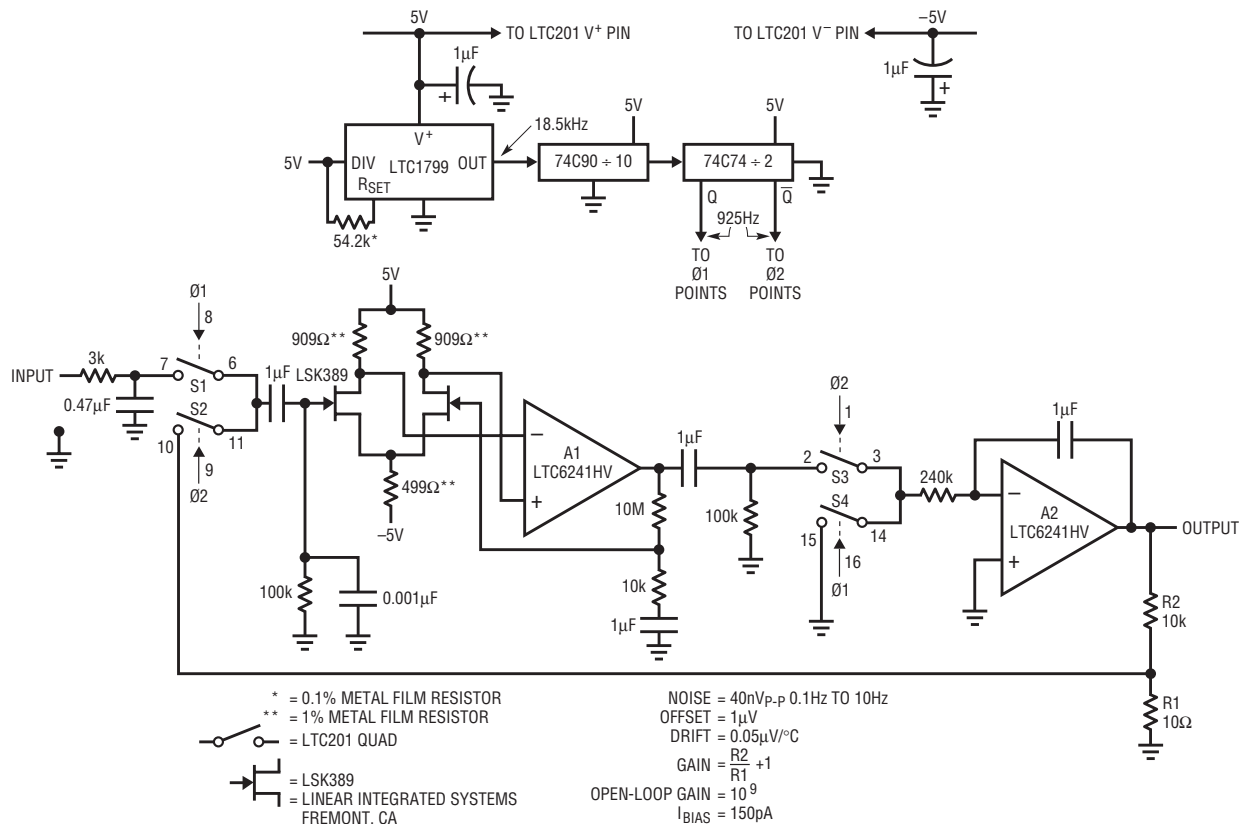 5V
–5V
TO LTC201 V+ PIN
TO LTC201 V– PIN
1µF
+
1µF
+
18.5kHz
5V
5V
V+
5V
DIV
LTC1799
OUT
RSET
74C90 ÷ 10
74C74 ÷ 2
Q
Q̅
54.2k*
925Hz
TO
Ø1
POINTS
TO
Ø2
POINTS
5V
Ø1
8
909Ω**
909Ω**
Ø2
1
1µF
INPUT
3k
7
6
S1
1µF
LSK389
0.47µF
S2
10
11
9
Ø2
–
A1
LTC6241HV
+
1µF
2
3
S3
240k
S4
15
14
16
Ø1
–
A2
LTC6241HV
+
OUTPUT
499Ω**
–5V
10M
100k
100k
0.001µF
10k
1µF
R2
10k
R1
10Ω
* = 0.1% METAL FILM RESISTOR
** = 1% METAL FILM RESISTOR
= LTC201 QUAD
= LSK389
= LINEAR INTEGRATED SYSTEMS
FREMONT, CA
NOISE = 40nVP-P 0.1Hz TO 10Hz
OFFSET = 1µV
DRIFT = 0.05µV/°C
GAIN = R2/R1 +1
OPEN-LOOP GAIN = 10⁹
IBIAS = 150pA